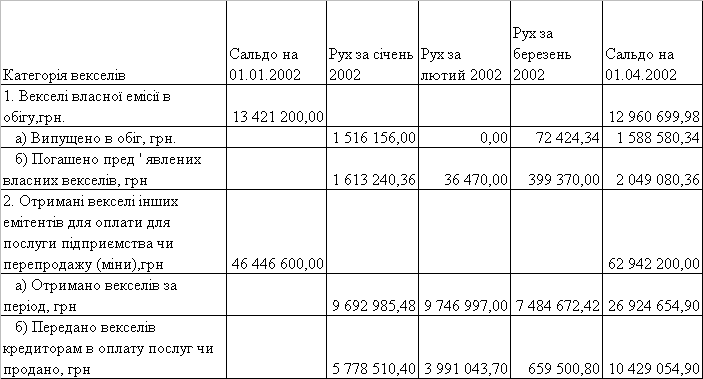 Категорія векселів
Сальдо на
01.01.2002
Рух за січень
2002
Рух за
лютий 2002
Рух за
березень
2002
Сальдо на
01.04.2002
1. Векселі власної емісії в
обігу,грн.
13 421 200,00
12 960 699,98
а) Випущено в обіг, грн.
1 516 156,00
0,00
72 424,34
1 588 580,34
б) Погашено пред ' явлених
власних векселів, грн
1 613 240,36
36 470,00
399 370,00
2 049 080,36
2. Отримані векселі інших
емітентів для оплати для
послуги підприємства чи
перепродажу (міни),грн
46 446 600,00
62 942 200,00
а) Отримано векселів за
період, грн
9 692 985,48
9 746 997,00
7 484 672,42
26 924 654,90
б) Передано векселів
кредиторам в оплату послуг чи
продано, грн
5 778 510,40
3 991 043,70
659 500,80
10 429 054,90